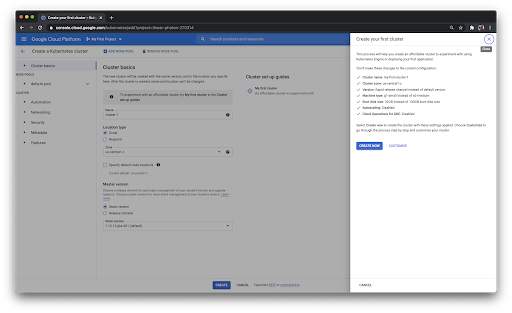 Create your first cluster
console.cloud.google.com/kubernetes/add?project=
Google Cloud Platform
My First Project
Search products and resources
Create a Kubernetes cluster
ADD NODE POOL
REMOVE NODE POOL
Cluster basics
NODE POOLS
default-pool
CLUSTER
Automation
Networking
Security
Metadata
Features
Cluster basics
The new cluster will be created with the name, version, and in the location you specify
here. After the cluster is created, name and location can't be changed.
To experiment with an affordable cluster, try My first cluster in the
Cluster set up guides
Name
cluster-1
Location type
Zonal
Regional
Zone
us-central1-c
Specify default node locations
Current default: us-central1-c
Master version
Static version
Release channel
Static version
(default)
CREATE
CANCEL
Equivalent REST or command line
Cluster set up guides
My first cluster
An affordable cluster to experiment with
Create your first cluster
Close
This process will help you create an affordable cluster to experiment with using
Kubernetes Engine or deploying your first application.
You'll make these changes to the current configuration:
Cluster name: my-first-cluster-1
Cluster zone: us-central1-c
Version: Rapid release channel instead of default version
Machine type: g1-small instead of e2-medium
Boot disk size: 32GB instead of 100GB boot disk size
Autoscaling: Disabled
Cloud Operations for GKE: Disabled
Select Create now to create the cluster with these settings applied. Choose Customize to
go through the process step by step and customize your cluster.
CREATE NOW
CUSTOMIZE
CANCEL